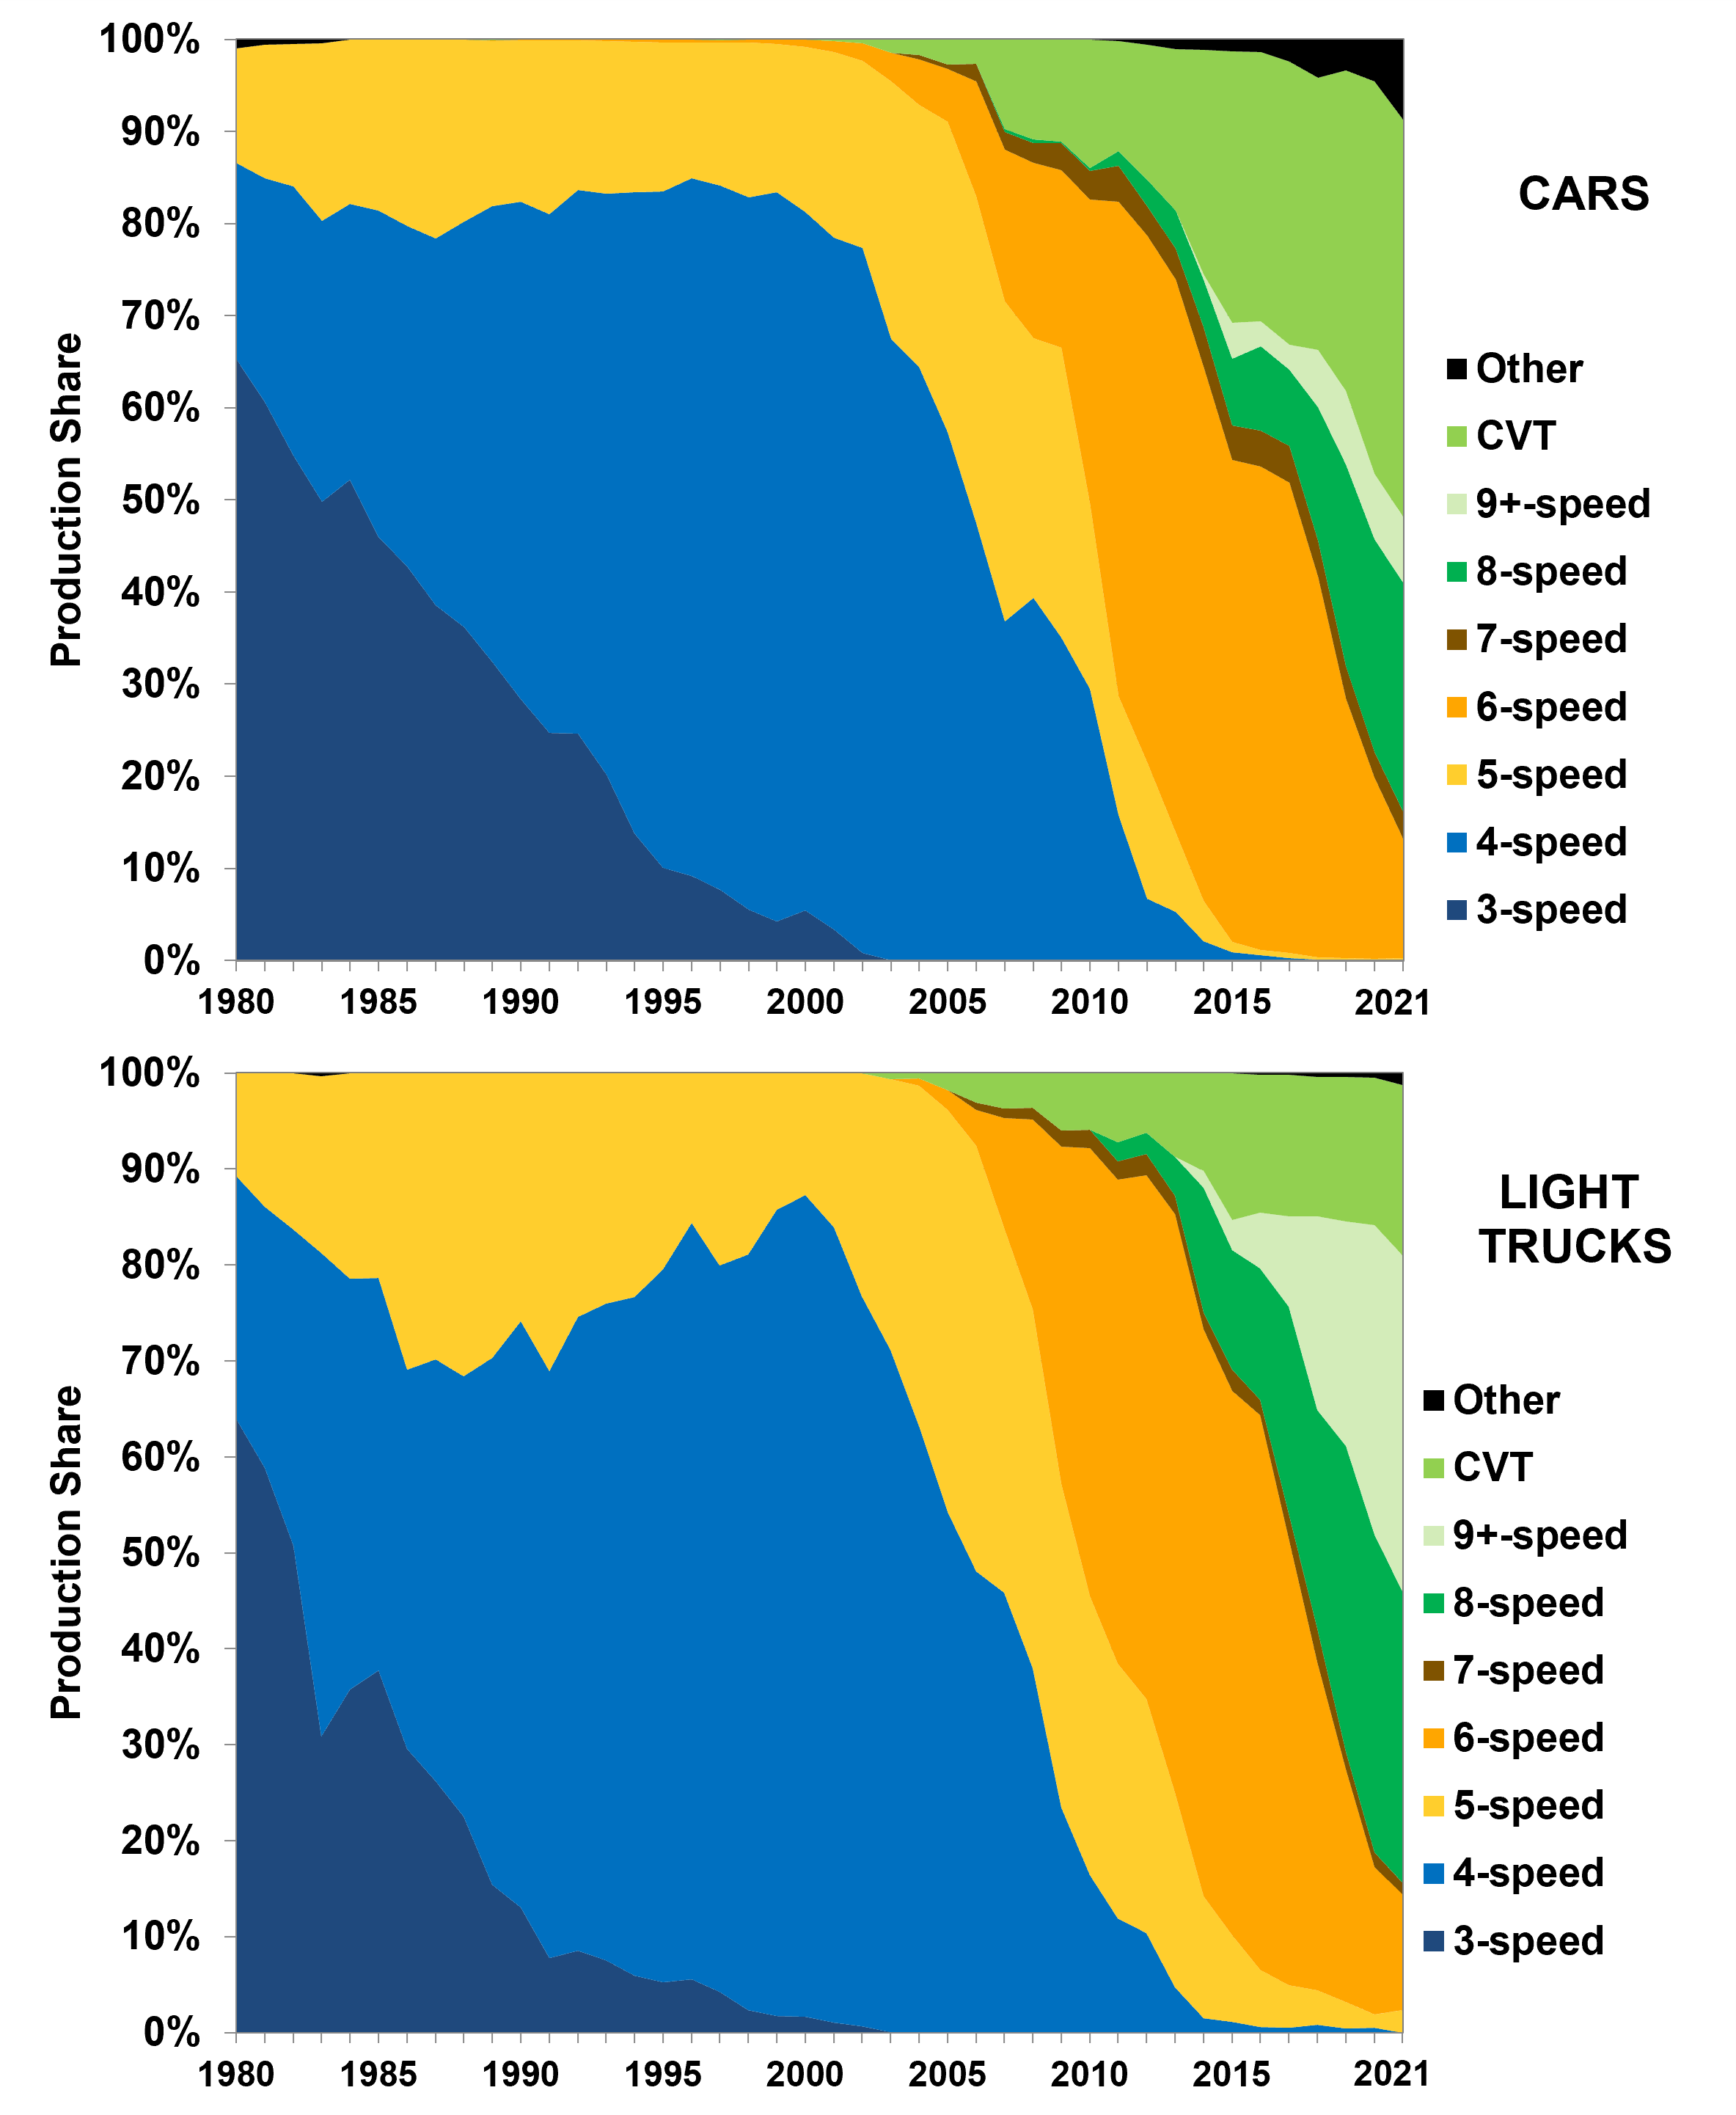 100%
90%
80%
70%
60%
50%
40%
30%
20%
10%
0%
Production Share
1980 1985 1990 1995 2000 2005 2010 2015 2021
CARS
Other
CVT
9+-speed
8-speed
7-speed
6-speed
5-speed
4-speed
3-speed
100%
90%
80%
70%
60%
50%
40%
30%
20%
10%
0%
Production Share
1980 1985 1990 1995 2000 2005 2010 2015 2021
LIGHT
TRUCKS
Other
CVT
9+-speed
8-speed
7-speed
6-speed
5-speed
4-speed
3-speed